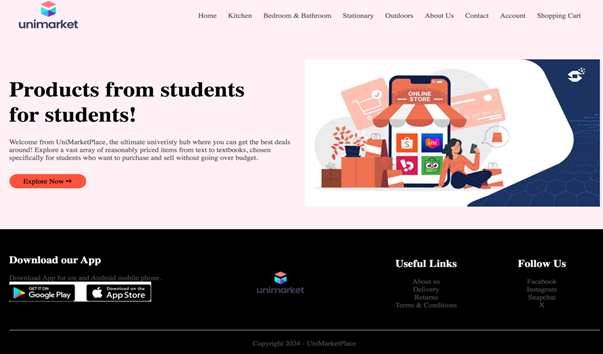 unimarket
Home Kitchen Bedroom & Bathroom Stationary Outdoors About Us Contact Account Shopping Cart
Products from students
for students!
Welcome from UniMarketPlace, the ultimate univeristy hub where you can get the best deals
around! Explore a vast array of reasonably priced items from text to textbooks, chosen
specifically for students who want to purchase and sell without going over budget.
Explore Now ⇒
ONLINE
STORE
Download our App
Download App for ios and Android mobile phone.
GET IT ON
Google Play
Download on the
App Store
unimarket
Useful Links
About us
Delivery
Returns
Terms & Conditions
Follow Us
Facebook
Instagram
Snapchat
X
Copyright 2024 - UniMarketPlace